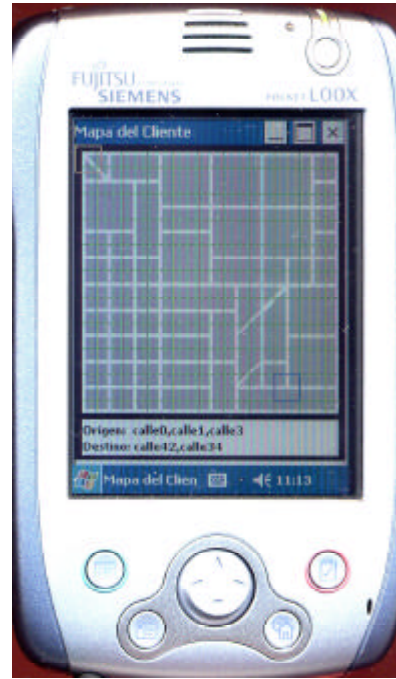 FUJITSU
SIEMENS
POCKET LOOX
Mapa del Cliente
Origen: calle0,calle1,calle3
Destino: calle42,calle34
Mapa del Clien
11:13